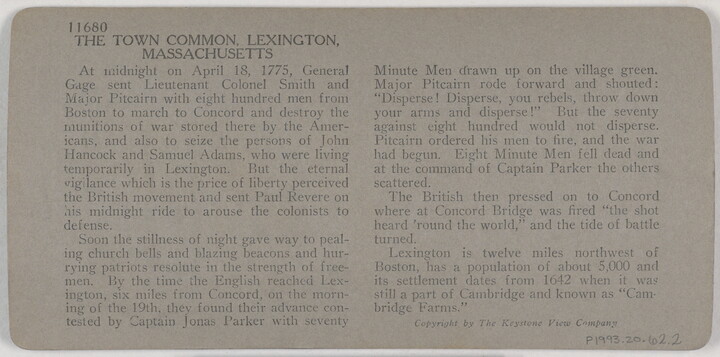 11680
THE TOWN COMMON, LEXINGTON,
MASSACHUSETTS
At midnight on April 18, 1775, General
Gage sent Lieutenant Colonel Smith and
Major Pitcairn with eight hundred men from
Boston to march to Concord and destroy the
munitions of war stored there by the Amer-
icans, and also to seize the persons of John
Hancock and Samuel Adams, who were living
temporarily in Lexington. But the eternal
vigilance which is the price of liberty perceived
the British movement and sent Paul Revere on
his midnight ride to arouse the colonists to
defense.
Soon the stillness of night gave way to peal-
ing church bells and blazing beacons and hur-
rying patriots resolute in the strength of free-
men. By the time the English reached Lex-
ington, six miles from Concord, on the morn-
ing of the 19th, they found their advance con-
tested by Captain Jonas Parker with seventy
Minute Men drawn up on the village green.
Major Pitcairn rode forward and shouted:
"Disperse! Disperse, you rebels, throw down
your arms and disperse!" But the seventy
against eight hundred would not disperse.
Pitcairn ordered his men to fire, and the war
had begun. Eight Minute Men fell dead and
at the command of Captain Parker the others
scattered.
The British then pressed on to Concord
where at Concord Bridge was fired "the shot
heard 'round the world," and the tide of battle
turned.
Lexington is twelve miles northwest of
Boston, has a population of about 5,000 and
its settlement dates from 1642 when it was
still a part of Cambridge and known as "Cam-
bridge Farms."
Copyright by The Keystone View Company
P1993.20.62.2